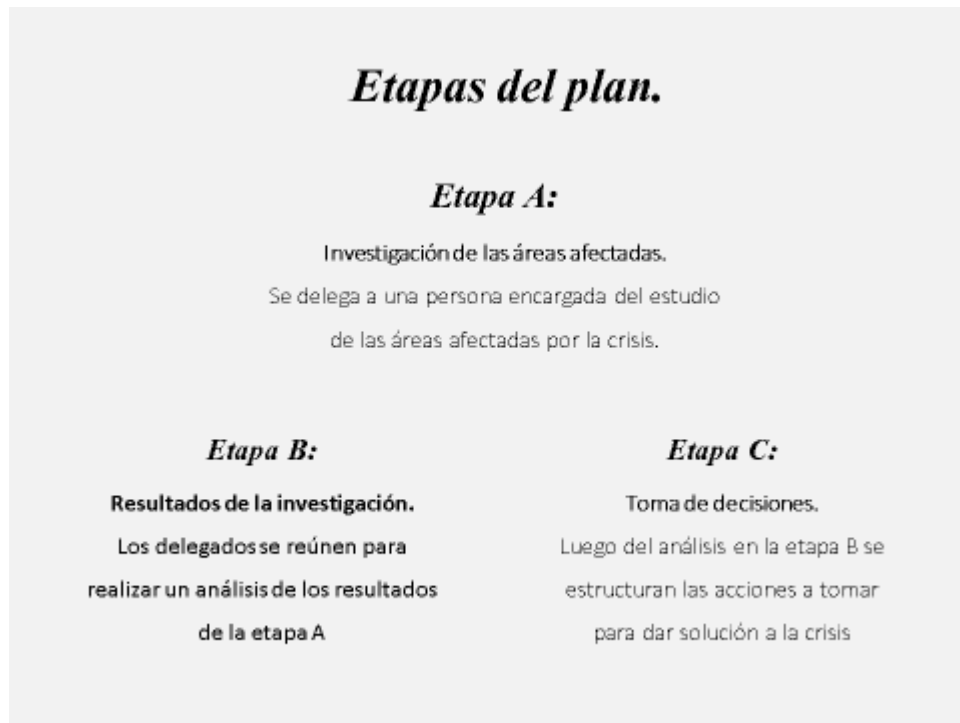 Etapas del plan.
Etapa A:
Investigación de las áreas afectadas.
Se delega a una persona encargada del estudio
de las áreas afectadas por la crisis.
Etapa B:
Resultados de la investigación.
Los delegados se reúnen para
realizar un análisis de los resultados
de la etapa A
Etapa C:
Toma de decisiones.
Luego del análisis en la etapa B se
estructuran las acciones a tomar
para dar solución a la crisis